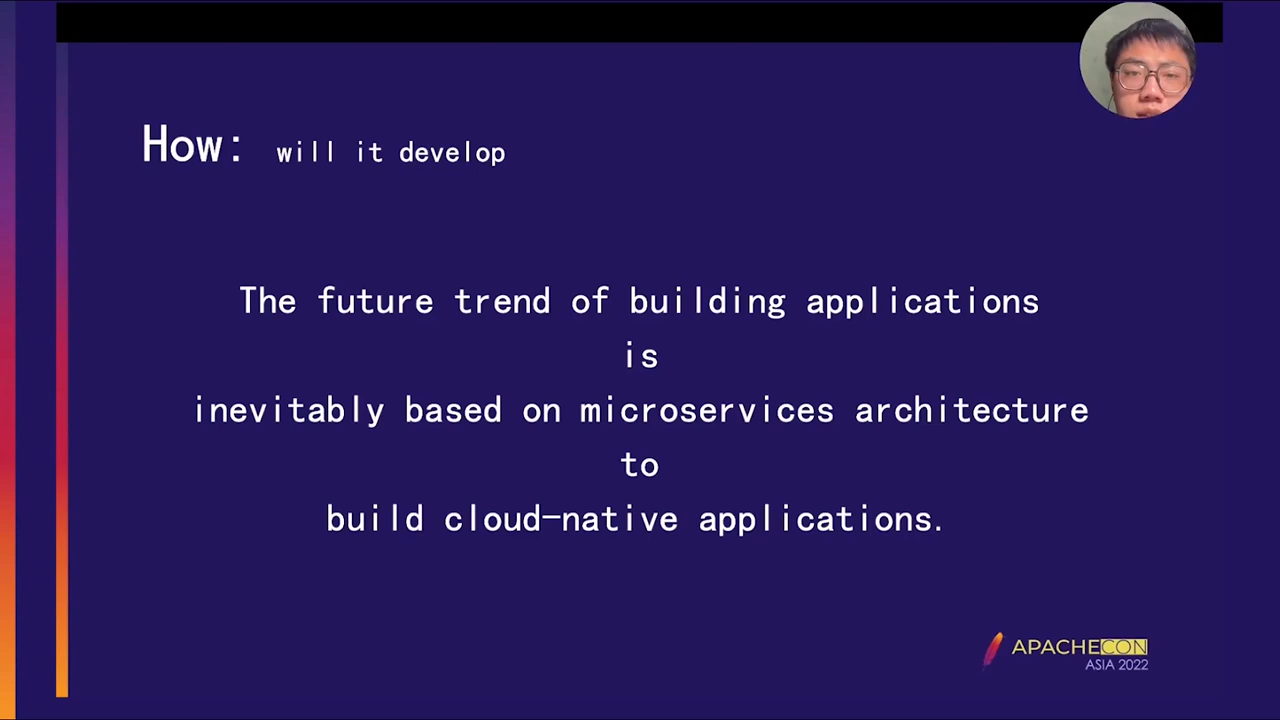 How: will it develop
The future trend of building applications
is
inevitably based on microservices architecture
to
build cloud-native applications.
APACHECON
ASIA 2022